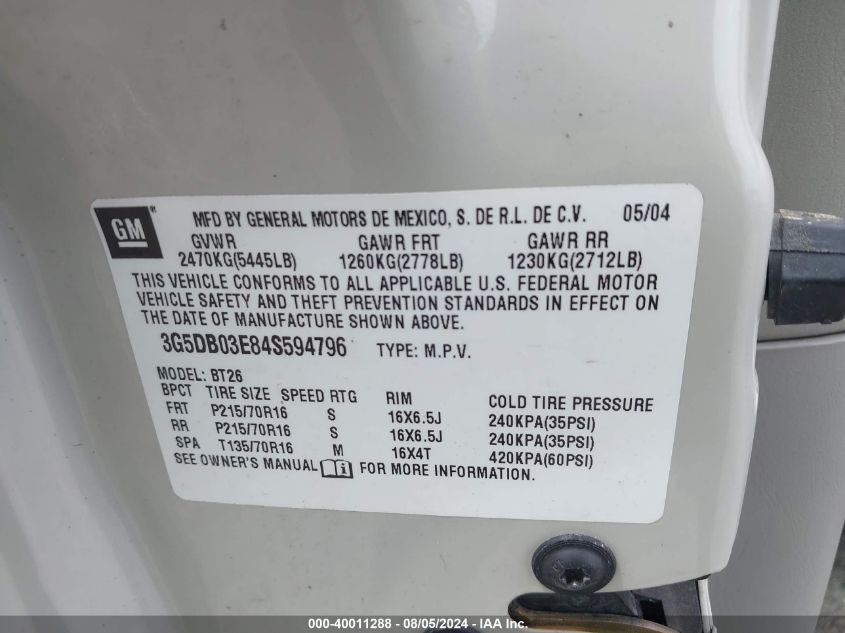 GM ® MFD BY GENERAL MOTORS DE MEXICO, S. DE R.L. DE C.V. 05/04
GVWR GAWR FRT GAWR RR
2470KG(5445LB) 1260KG(2778LB) 1230KG(2712LB)
THIS VEHICLE CONFORMS TO ALL APPLICABLE U.S. FEDERAL MOTOR
VEHICLE SAFETY AND THEFT PREVENTION STANDARDS IN EFFECT ON
THE DATE OF MANUFACTURE SHOWN ABOVE.
3G5DB03E84S594796 TYPE: M.P.V.
MODEL: BT26
BPCT TIRE SIZE SPEED RTG RIM COLD TIRE PRESSURE
FRT P215/70R16 S 16X6.5J 240KPA(35PSI)
RR P215/70R16 S 16X6.5J 240KPA(35PSI)
SPA T135/70R16 M 16X4T 420KPA(60PSI)
SEE OWNER'S MANUAL FOR MORE INFORMATION.
000-40011288 - 08/05/2024 - IAA Inc.